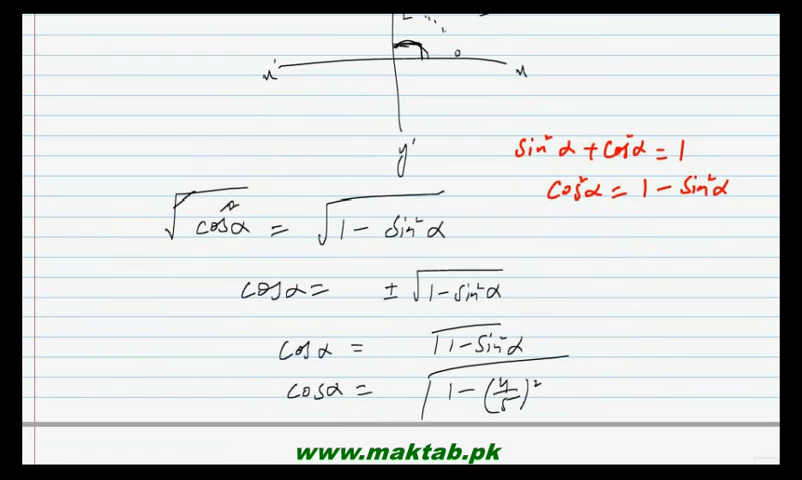 x' x
y'
sin²α + cos²α = 1
cos²α = 1 − sin²α
√cos²α = √1 − sin²α
cosα = ± √1 − sin²α
cosα = √1 − sin²α
cosα = √1 − (4/5)²
www.maktab.pk